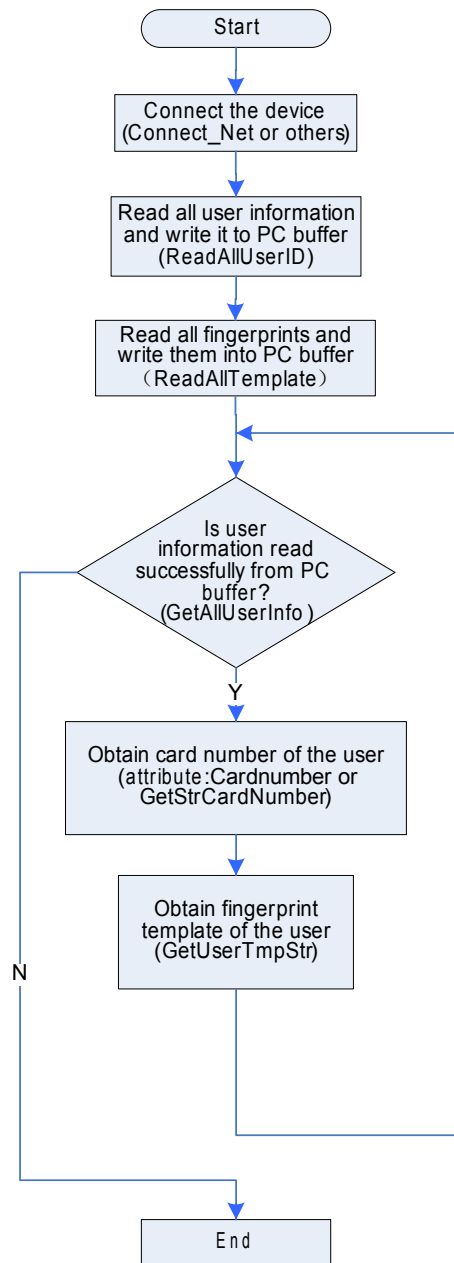 Start
Connect the device
(Connect_Net or others)
Read all user information
and write it to PC buffer
(ReadAllUserID)
Read all fingerprints and
write them into PC buffer
（ReadAllTemplate）
Is user
information read
successfully from PC
buffer?
(GetAllUserInfo)
Y
Obtain card number of the user
(attribute:Cardnumber or
GetStrCardNumber)
Obtain fingerprint
template of the user
(GetUserTmpStr)
N
End